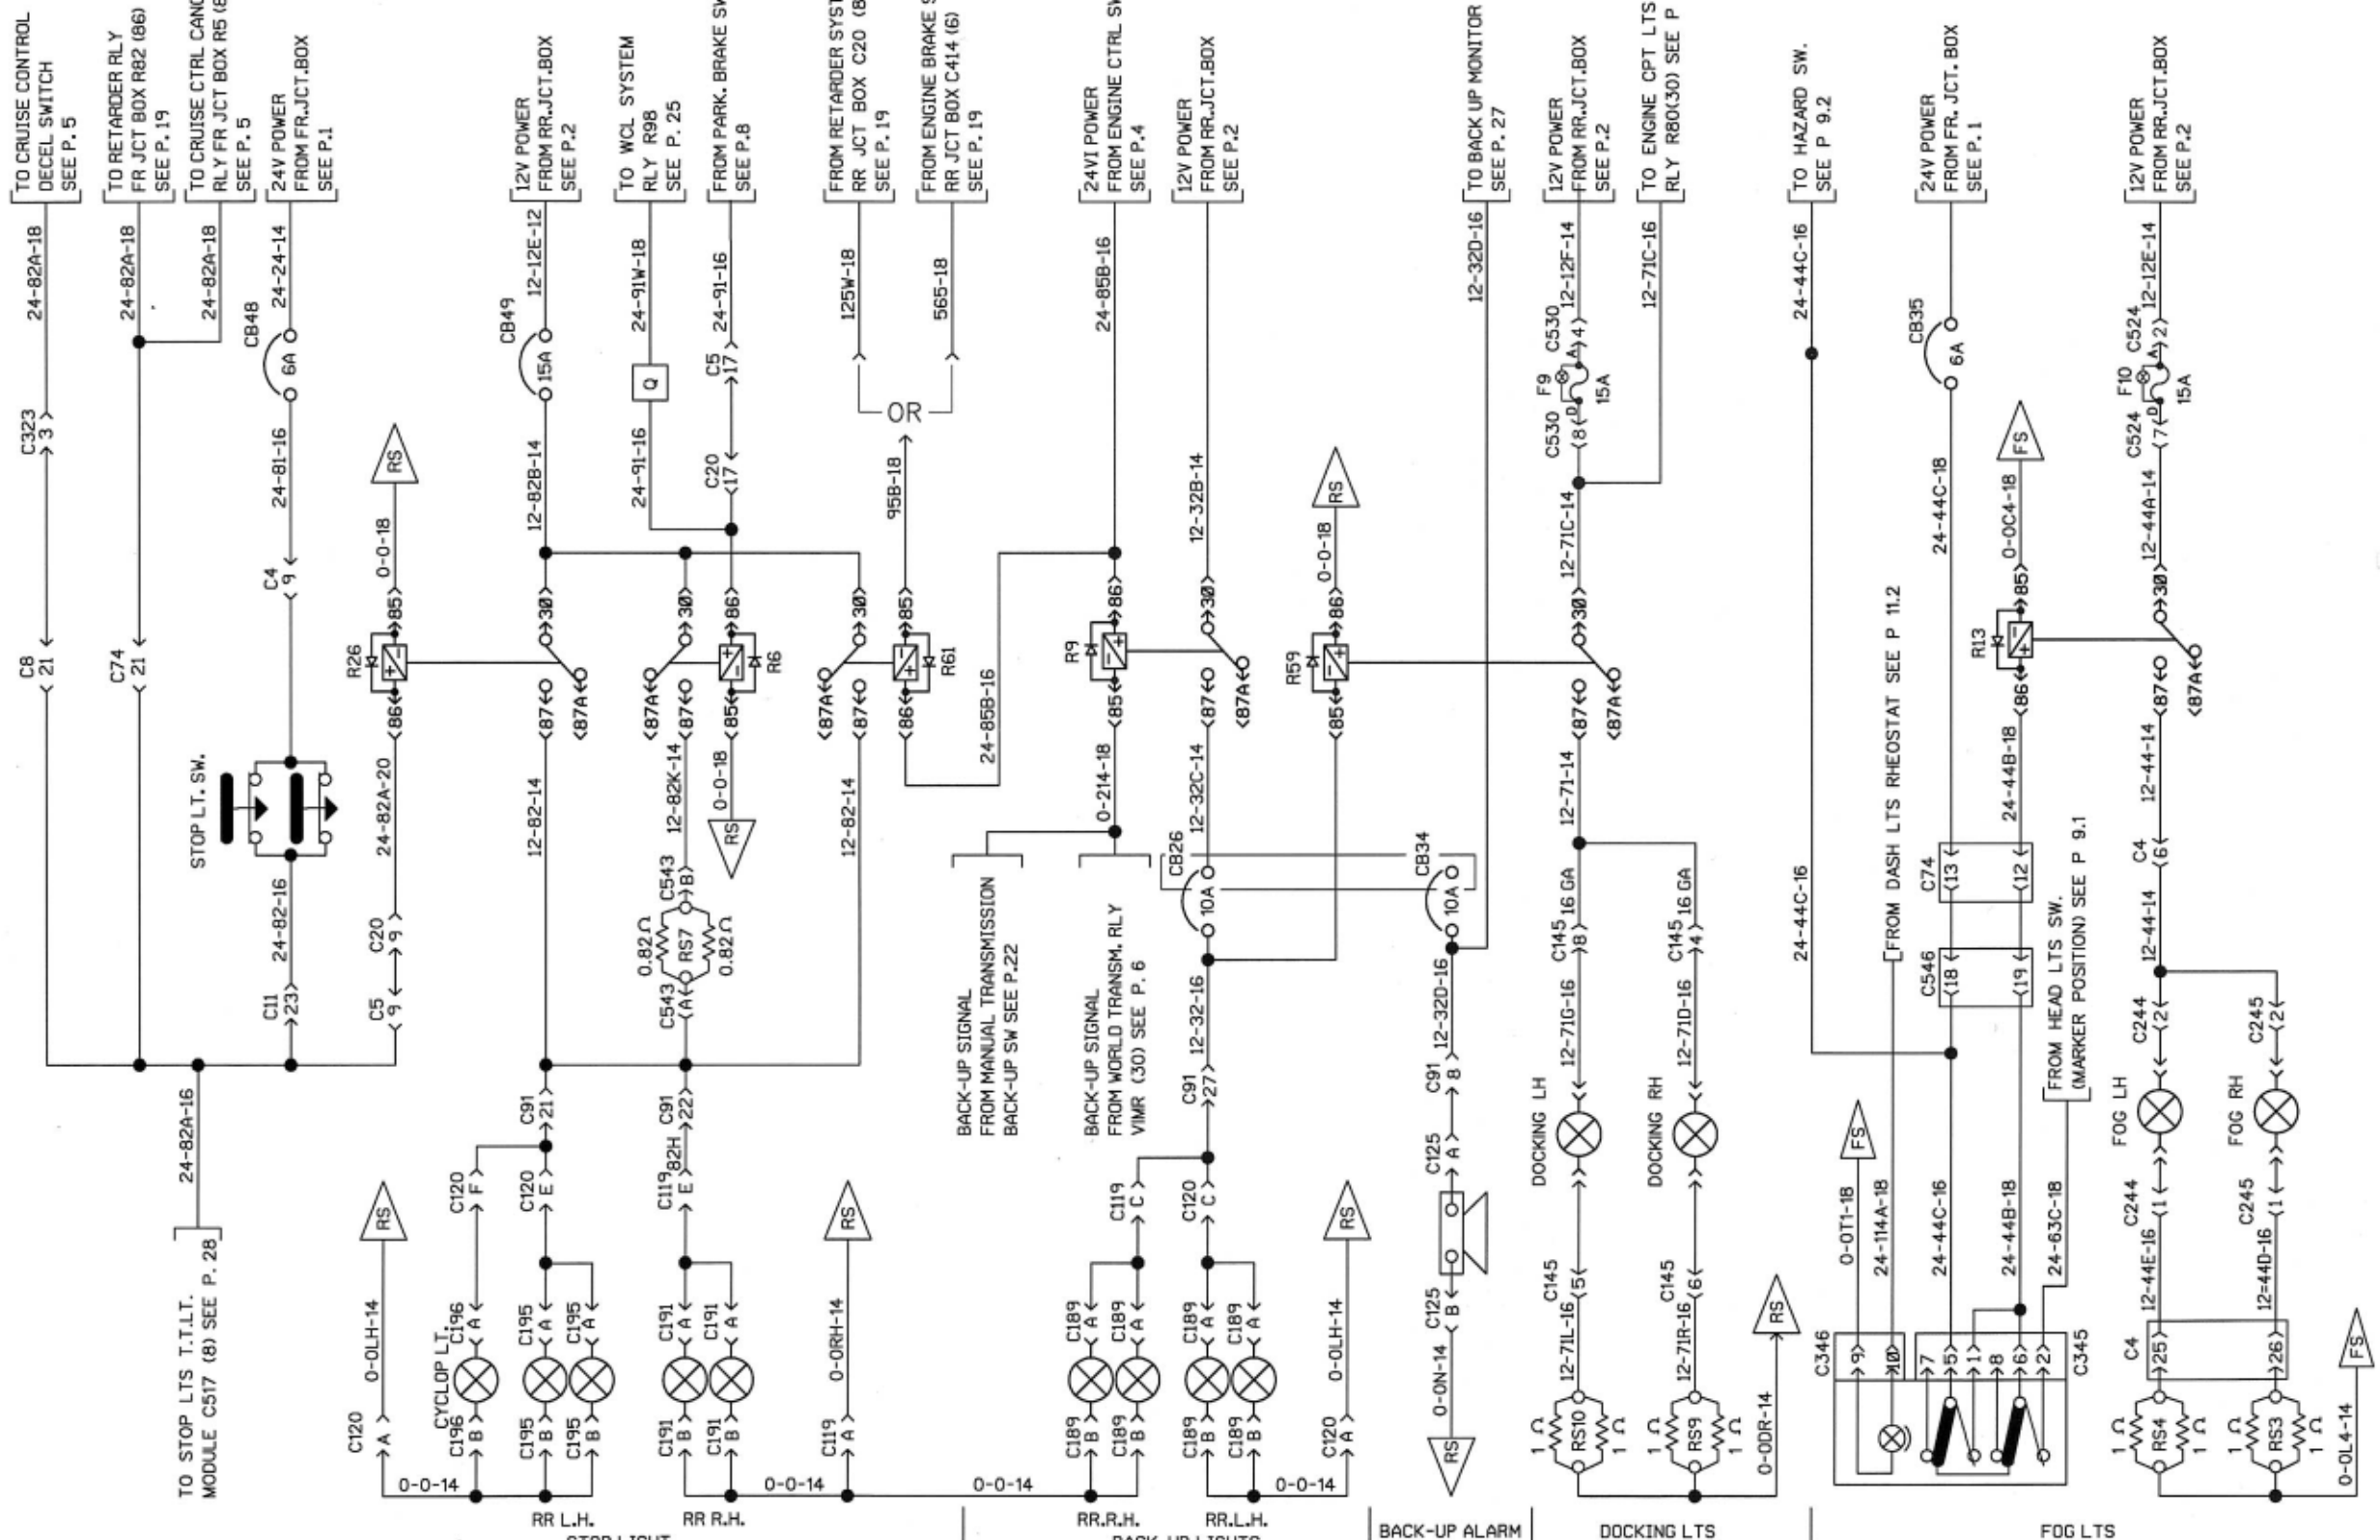 TO CRUISE CONTROL
DECEL SWITCH
SEE P. 5
TO RETARDER RLY
FR JCT BOX R82 (86)
SEE P. 19
TO CRUISE CTRL
RLY FR JCT BOX R5
SEE P. 5
24V POWER
FROM FR.JCT.BOX
SEE P.1
12V POWER
FROM RR.JCT.BOX
SEE P.2
TO WCL SYSTEM
RLY R98
SEE P. 25
FROM PARK. BRAKE
SEE P.8
FROM RETARDER
RR JCT BOX C20
SEE P. 19
FROM ENGINE BRAKE
RR JCT BOX C414 (6)
SEE P. 19
24VI POWER
FROM ENGINE CTRL
SEE P.4
12V POWER
FROM RR.JCT.BOX
SEE P.2
TO BACK UP MONITOR
SEE P. 27
12V POWER
FROM RR.JCT.BOX
SEE P.2
TO ENGINE CPT LTS
RLY R80(30) SEE P
TO HAZARD SW.
SEE P 9.2
24V POWER
FROM FR. JCT. BOX
SEE P. 1
12V POWER
FROM RR.JCT.BOX
SEE P.2
24-82A-18
24-82A-18
24-82A-18
24-24-14
12-12E-12
24-91W-18
24-91-16
125W-18
565-18
24-85B-16
12-32D-16
12-12F-14
12-71C-16
24-44C-16
12-12E-14
CB48
6A
CB49
15A
Q
C5
17
OR
C530
4
A
F9
15A
D
C530
8
CB35
6A
C524
2
A
F10
15A
D
C524
7
C323
3
24-81-16
RS
12-82B-14
24-91-16
C20
17
95B-18
12-32B-14
RS
12-71C-14
24-44C-18
FS
12-44A-14
C4
9
0-0-18
0-0-18
0-0C4-18
C8
21
C74
21
R26
85
86
30
87
87A
30
87A
87
86
85
R6
30
87A
87
85
86
R61
R9
86
85
30
87
87A
R59
86
85
30
87
87A
R13
85
86
30
87
87A
STOP LT. SW.
24-82A-20
12-82-14
12-82K-14
0-0-18
RS
12-82-14
24-85B-16
0-214-18
12-32C-14
12-71-14
FROM DASH LTS RHEOSTAT SEE P 11.2
24-44B-18
12-44-14
24-82-16
C11
23
C20
9
C5
9
C543
B
0.82Ω
RS7
0.82Ω
C543
A
BACK-UP SIGNAL
FROM MANUAL TRANSMISSION
BACK-UP SW SEE P.22
BACK-UP SIGNAL
FROM WORLD TRANSM. RLY
VIMR (30) SEE P. 6
CB26
10A
CB34
10A
16 GA
C145
8
16 GA
C145
4
24-44C-16
C74
13
12
C546
18
19
FROM HEAD LTS SW.
(MARKER POSITION) SEE P 9.1
C4
6
12-44-14
C244
2
C245
2
24-82A-16
TO STOP LTS T.T.LT.
MODULE C517 (8) SEE P. 28
C91
21
C91
22
82H
12-32-16
C91
27
12-32D-16
C91
8
C125
A
12-71G-16
12-71D-16
DOCKING LH
DOCKING RH
FOG LH
FOG RH
RS
C120
F
C120
E
C119
E
RS
C119
C
C120
C
RS
FS
C244
1
C245
1
0-0LH-14
C120
A
CYCLOP LT.
C196
A
C196
B
C195
A
C195
B
C195
A
C195
B
C191
A
C191
B
C191
A
C191
B
0-0RH-14
C119
A
C189
A
C189
B
C189
A
C189
B
C189
A
C189
B
C189
A
C189
B
0-0LH-14
C120
A
C125
B
0-0N-14
RS
C145
5
C145
6
12-71L-16
12-71R-16
1 Ω
RS10
1 Ω
1 Ω
RS9
1 Ω
0-0DR-14
RS
0-0T1-18
24-114A-18
24-44C-16
24-44B-18
24-63C-18
C346
9
10
7
5
1
8
6
2
C345
12-44E-16
12-44D-16
C4
25
26
1 Ω
RS4
1 Ω
1 Ω
RS3
1 Ω
0-0L4-14
FS
0-0-14
0-0-14
0-0-14
RR L.H.
RR R.H.
RR.R.H.
RR.L.H.
BACK-UP ALARM
DOCKING LTS
FOG LTS